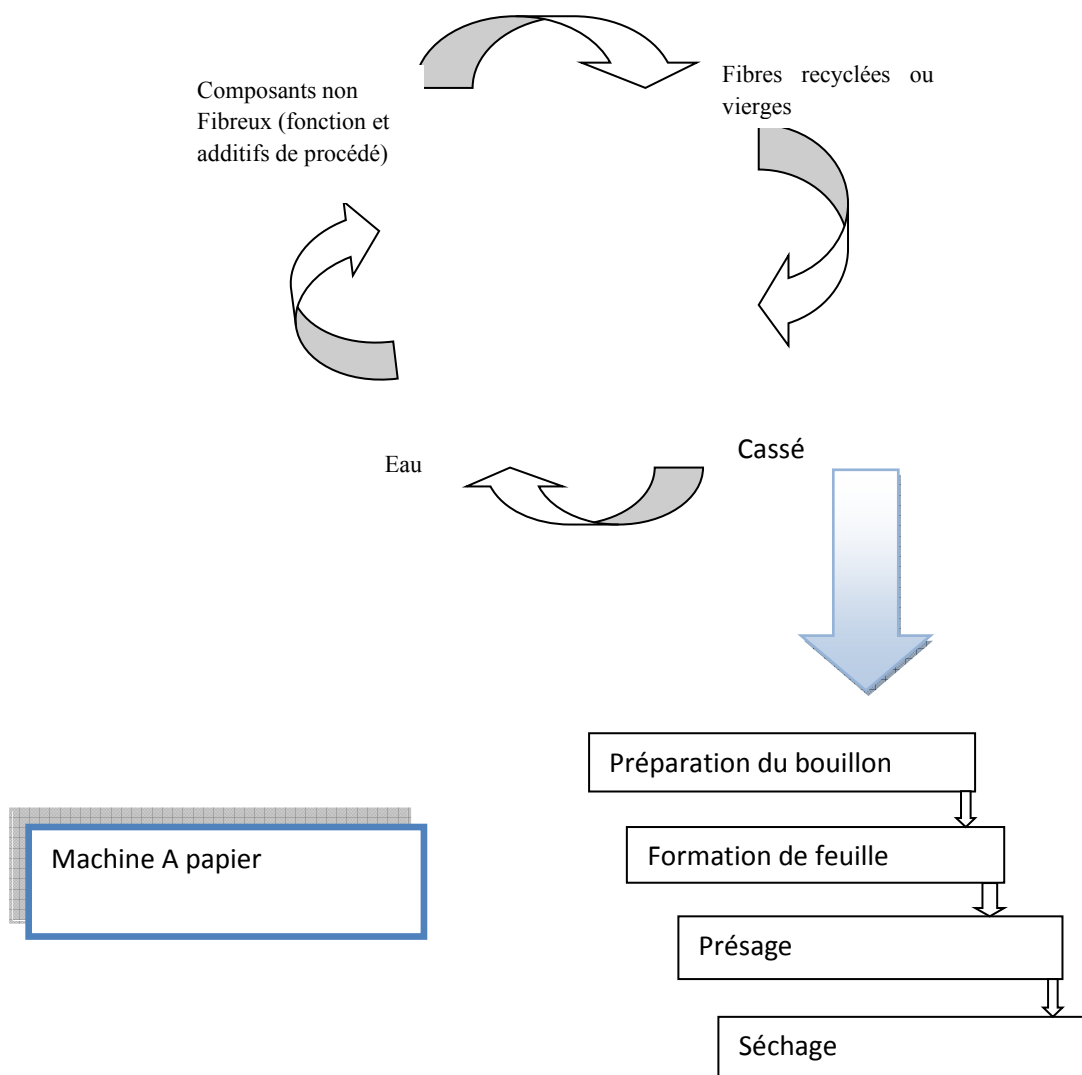 Composants non
Fibreux (fonction et
additifs de procédé)
Fibres recyclées ou
vierges
Eau
Cassé
Préparation du bouillon
Machine A papier
Formation de feuille
Présage
Séchage